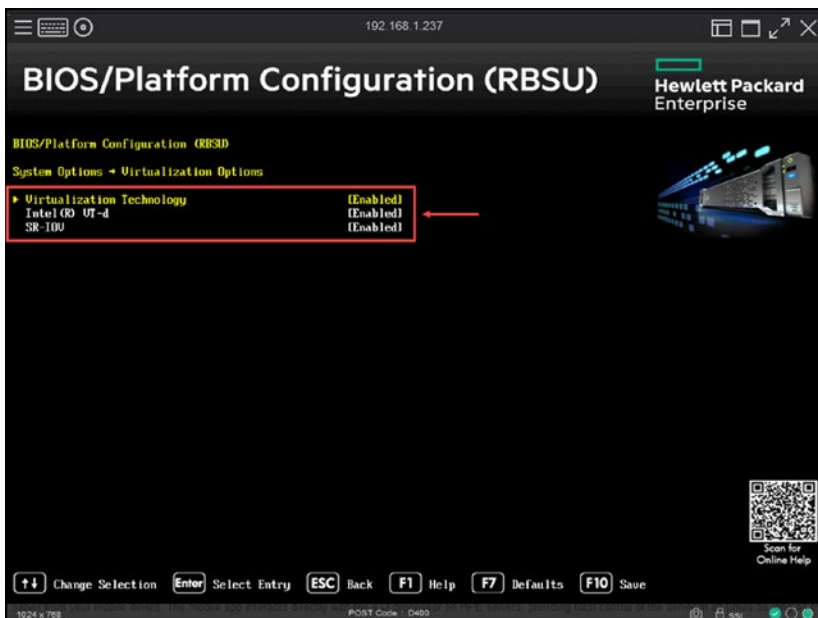 192.168.1.237
BIOS/Platform Configuration (RBSU)
Hewlett Packard
Enterprise
BIOS/Platform Configuration (RBSU)
System Options → Virtualization Options
Virtualization Technology [Enabled]
Intel(R) VT-d [Enabled]
SR-IOV [Enabled]
Scan for
Online Help
↑↓ Change Selection Enter Select Entry ESC Back F1 Help F7 Defaults F10 Save
1024 x 768 POST Code : D400 SSL